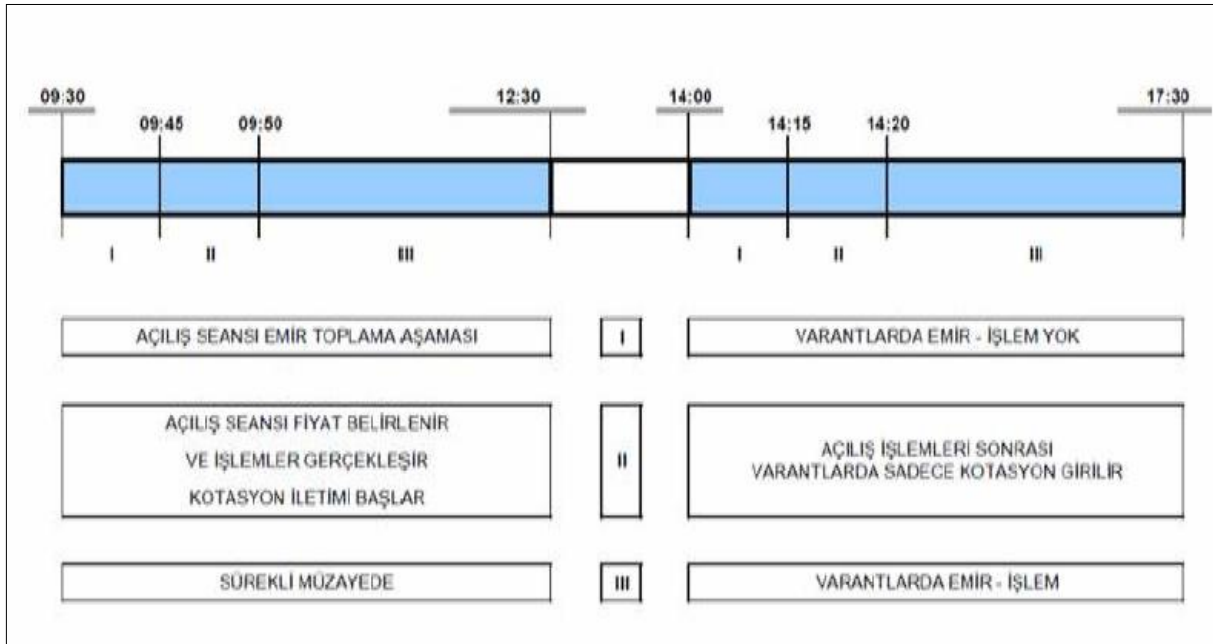 09:30
12:30
14:00
17:30
09:45
09:50
14:15
14:20
I
II
III
I
II
III
AÇILIŞ SEANSI EMİR TOPLAMA AŞAMASI
I
VARANTLARDA EMİR - İŞLEM YOK
AÇILIŞ SEANSI FİYAT BELİRLENİR
VE İŞLEMLER GERÇEKLEŞİR
KOTASYON İLETİMİ BAŞLAR
II
AÇILIŞ İŞLEMLERİ SONRASI
VARANTLARDA SADECE KOTASYON GİRİLİR
SÜREKLİ MÜZAYEDE
III
VARANTLARDA EMİR - İŞLEM